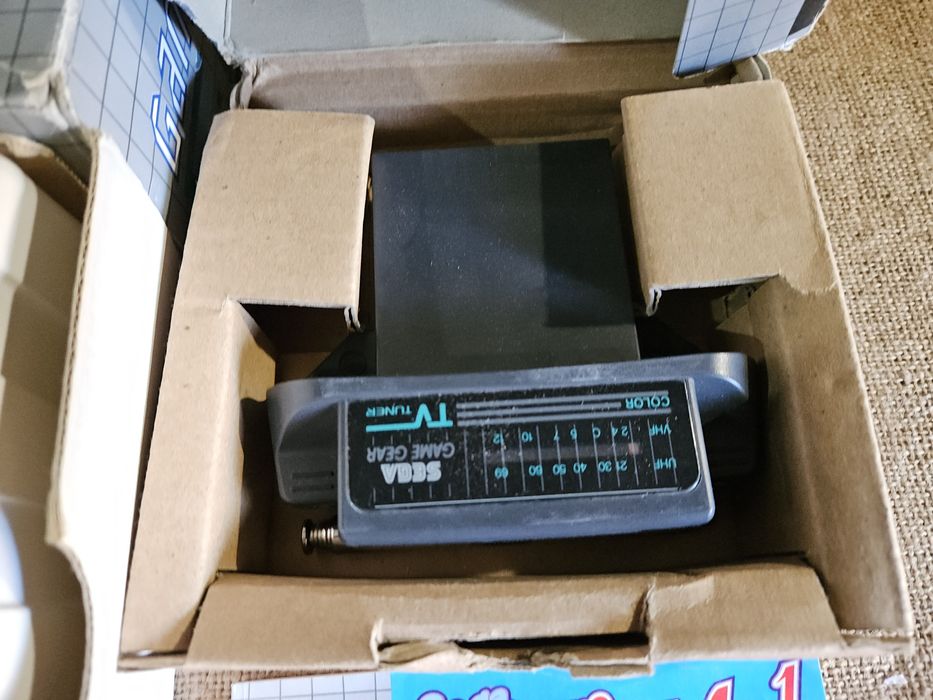 UHF 21 30 40 50 60 69 SEGA
VHF 2 4 C 5 7 10 12 GAME GEAR
COLOR TV TUNER